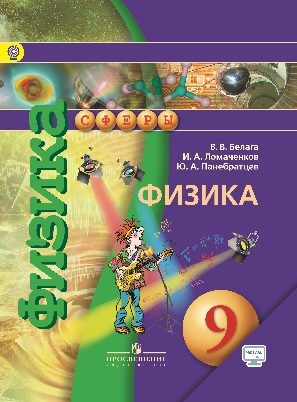 физика
СФЕРЫ
В. В. Белага
И. А. Ломаченков
Ю. А. Панебратцев
ФИЗИКА
9
ПРОСВЕЩЕНИЕ